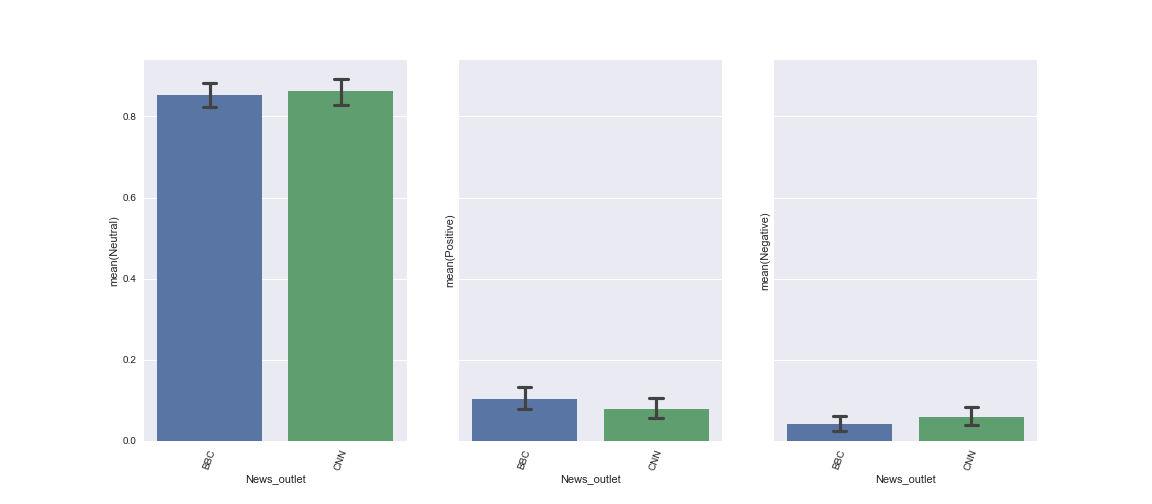 mean(Neutral)
0.8
0.6
0.4
0.2
0.0
BBC
CNN
News_outlet
mean(Positive)
BBC
CNN
News_outlet
mean(Negative)
BBC
CNN
News_outlet